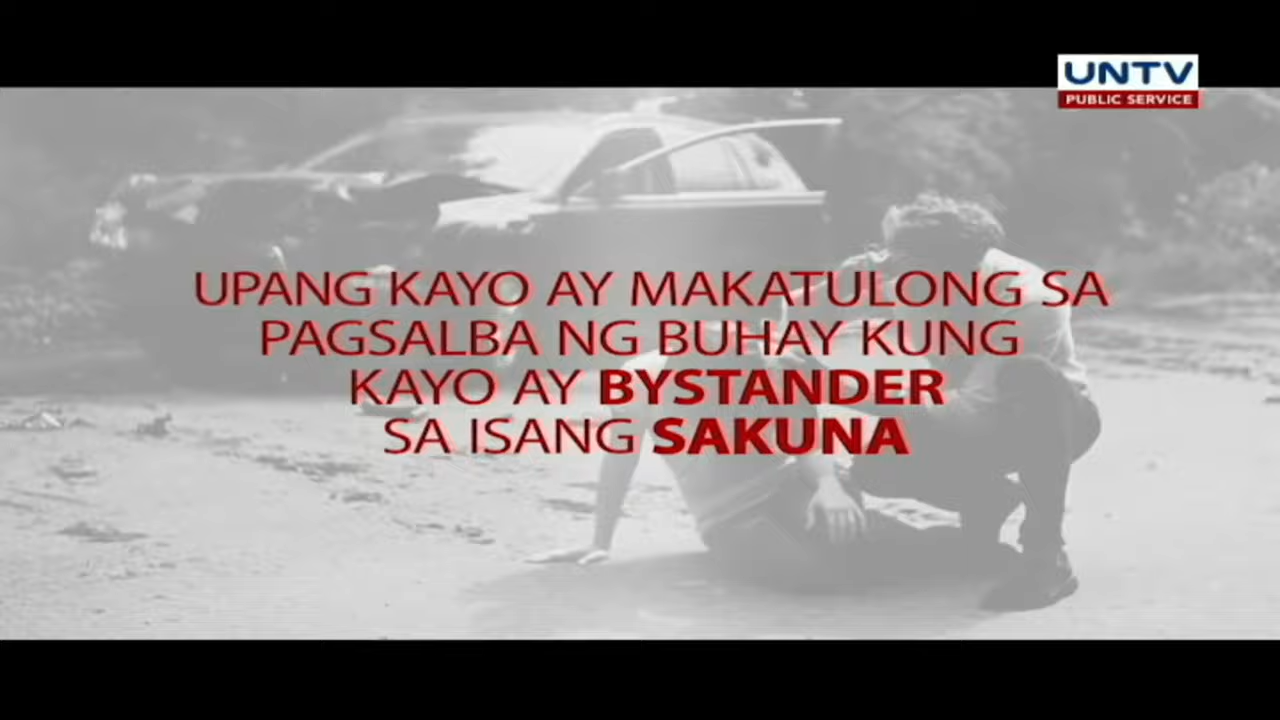 UNTV
PUBLIC SERVICE
UPANG KAYO AY MAKATULONG SA
PAGSALBA NG BUHAY KUNG
KAYO AY BYSTANDER
SA ISANG SAKUNA